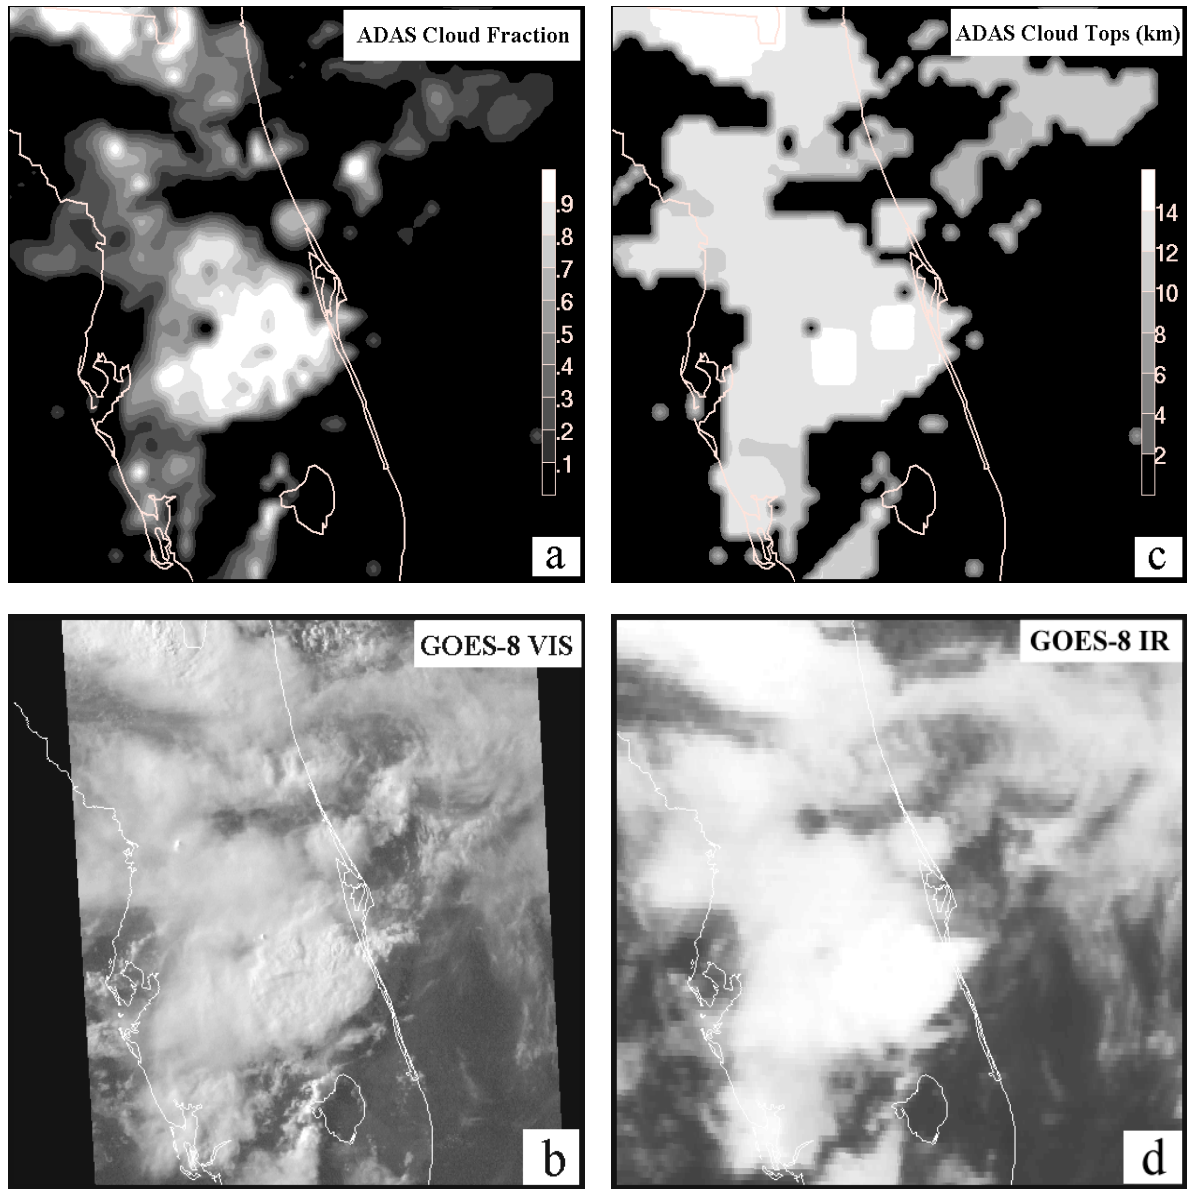 ADAS Cloud Fraction
.9
.8
.7
.6
.5
.4
.3
.2
.1
a
ADAS Cloud Tops (km)
14
12
10
8
6
4
2
c
GOES-8 VIS
b
GOES-8 IR
d